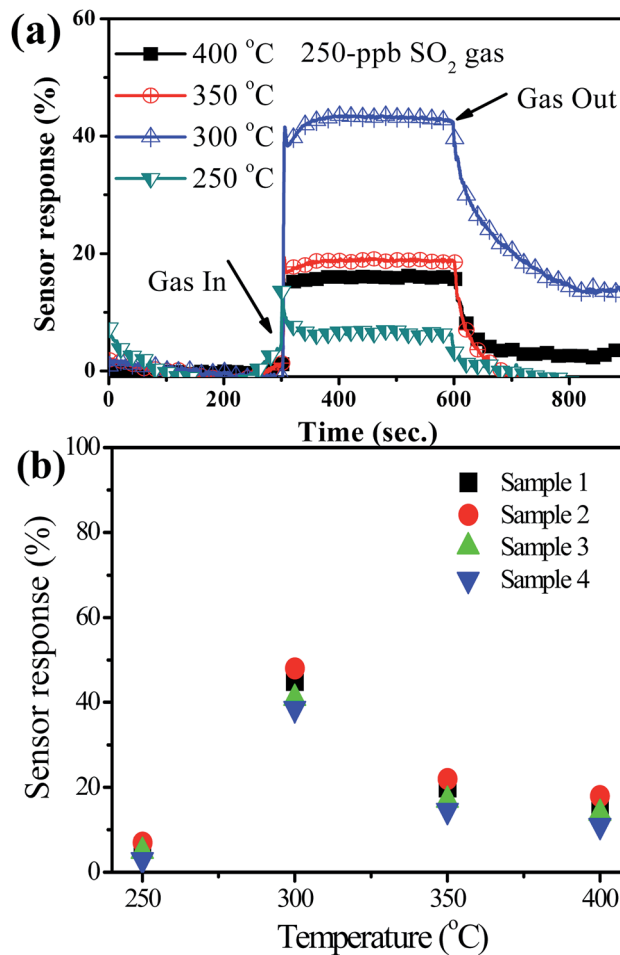 (a)
60
40
20
0
Sensor response (%)
400 °C
350 °C
300 °C
250 °C
250-ppb SO₂ gas
Gas Out
Gas In
0 200 400 600 800
Time (sec.)
(b)
100
80
60
40
20
0
Sensor response (%)
Sample 1
Sample 2
Sample 3
Sample 4
250 300 350 400
Temperature (°C)